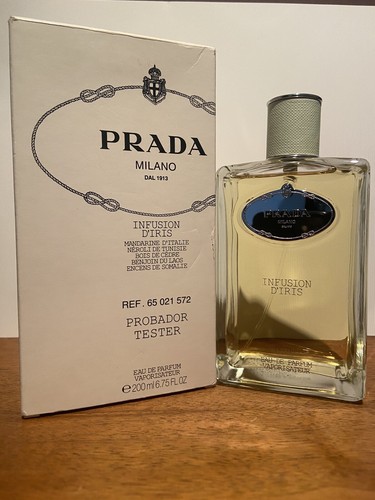 PRADA
MILANO
DAL 1913
INFUSION
D'IRIS
MANDARINE D'ITALIE
NÉROLI DE TUNISIE
BOIS DE CÈDRE
BENJOIN DU LAOS
ENCENS DE SOMALIE
REF. 65 021 572
PROBADOR
TESTER
EAU DE PARFUM
VAPORISATEUR
e 200 ml 6.75 FL OZ
PRADA
MILANO
INFUSION
D'IRIS
EAU DE PARFUM
VAPORISATEUR